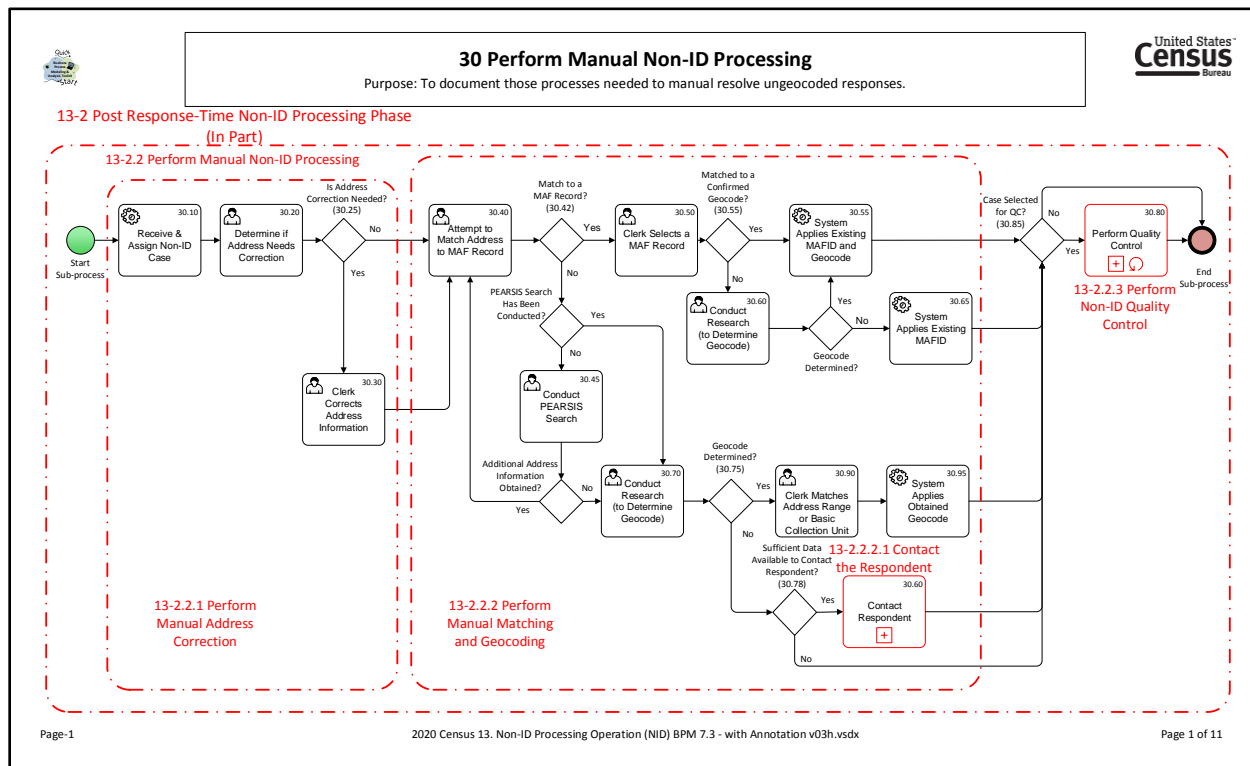 Quick
Business
Process
Modeling &
Analysis Toolkit
Start
30 Perform Manual Non-ID Processing
Purpose: To document those processes needed to manual resolve ungeocoded responses.
United States™
Census
Bureau
13-2 Post Response-Time Non-ID Processing Phase
(In Part)
13-2.2 Perform Manual Non-ID Processing
Start
Sub-process
30.10
Receive &
Assign Non-ID
Case
30.20
Determine if
Address Needs
Correction
Is Address
Correction Needed?
(30.25)
No
Yes
30.30
Clerk
Corrects
Address
Information
13-2.2.1 Perform
Manual Address
Correction
30.40
Attempt to
Match Address
to MAF Record
Match to a
MAF Record?
(30.42)
Yes
No
30.50
Clerk Selects a
MAF Record
Matched to a
Confirmed
Geocode?
(30.55)
Yes
No
30.55
System
Applies Existing
MAFID and
Geocode
30.60
Conduct
Research
(to Determine
Geocode)
Yes
No
Geocode
Determined?
30.65
System
Applies Existing
MAFID
PEARSIS Search
Has Been
Conducted?
Yes
No
30.45
Conduct
PEARSIS
Search
Additional Address
Information
Obtained?
No
Yes
30.70
Conduct
Research
(to Determine
Geocode)
Geocode
Determined?
(30.75)
Yes
No
30.90
Clerk Matches
Address Range
or Basic
Collection Unit
30.95
System
Applies
Obtained
Geocode
Sufficient Data
Available to Contact
Respondent?
(30.78)
Yes
No
13-2.2.2.1 Contact
the Respondent
30.60
Contact
Respondent
13-2.2.2 Perform
Manual Matching
and Geocoding
Case Selected
for QC?
(30.85)
No
Yes
30.80
Perform Quality
Control
13-2.2.3 Perform
Non-ID Quality
Control
End
Sub-process
Page-1
2020 Census 13. Non-ID Processing Operation (NID) BPM 7.3 - with Annotation v03h.vsdx
Page 1 of 11